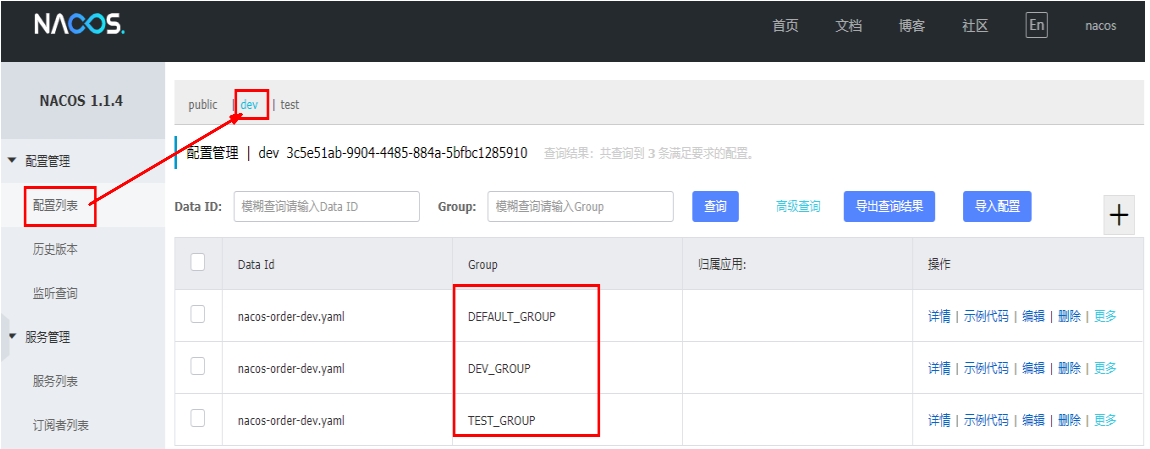 NACOS. 首页 文档 博客 社区 En nacos
NACOS 1.1.4
配置管理
配置列表
历史版本
监听查询
服务管理
服务列表
订阅者列表
public | dev | test
配置管理 | dev 3c5e51ab-9904-4485-884a-5bfbc1285910 查询结果：共查询到 3 条满足要求的配置。
Data ID: 模糊查询请输入Data ID Group: 模糊查询请输入Group 查询 高级查询 导出查询结果 导入配置 +
Data Id Group 归属应用: 操作
nacos-order-dev.yaml DEFAULT_GROUP 详情 | 示例代码 | 编辑 | 删除 | 更多
nacos-order-dev.yaml DEV_GROUP 详情 | 示例代码 | 编辑 | 删除 | 更多
nacos-order-dev.yaml TEST_GROUP 详情 | 示例代码 | 编辑 | 删除 | 更多